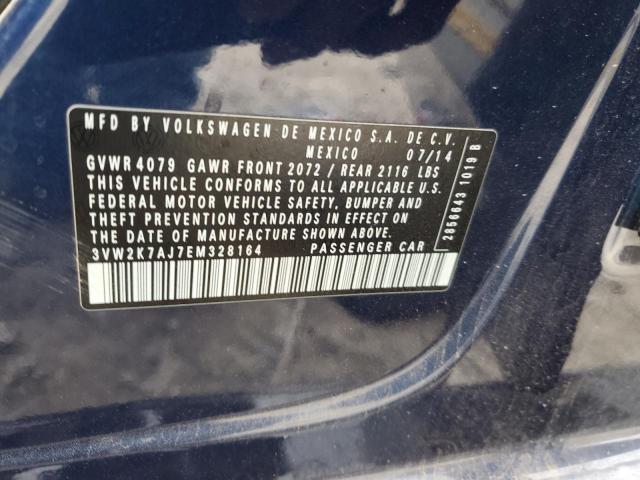 MFD BY VOLKSWAGEN DE MEXICO S.A. DE C.V.
MEXICO 07/14
GVWR 4079 GAWR FRONT 2072 / REAR 2116 LBS
THIS VEHICLE CONFORMS TO ALL APPLICABLE U.S.
FEDERAL MOTOR VEHICLE SAFETY, BUMPER AND
THEFT PREVENTION STANDARDS IN EFFECT ON
THE DATE OF MANUFACTURE SHOWN ABOVE.
3VW2K7AJ7EM328164 PASSENGER CAR
2856643 1019 B